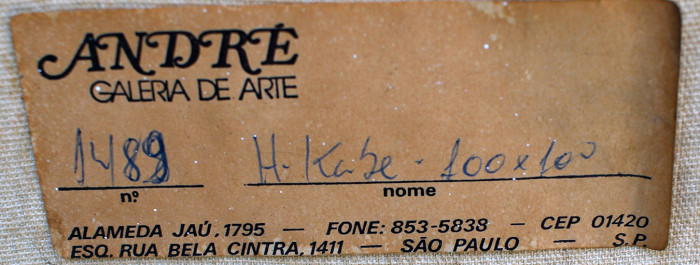 ANDRÉ
GALERIA DE ARTE
1489 H. Kabe - 100x100
nº nome
ALAMEDA JAÚ, 1795 — FONE: 853-5838 — CEP 01420
ESQ. RUA BELA CINTRA, 1411 — SÃO PAULO — S.P.